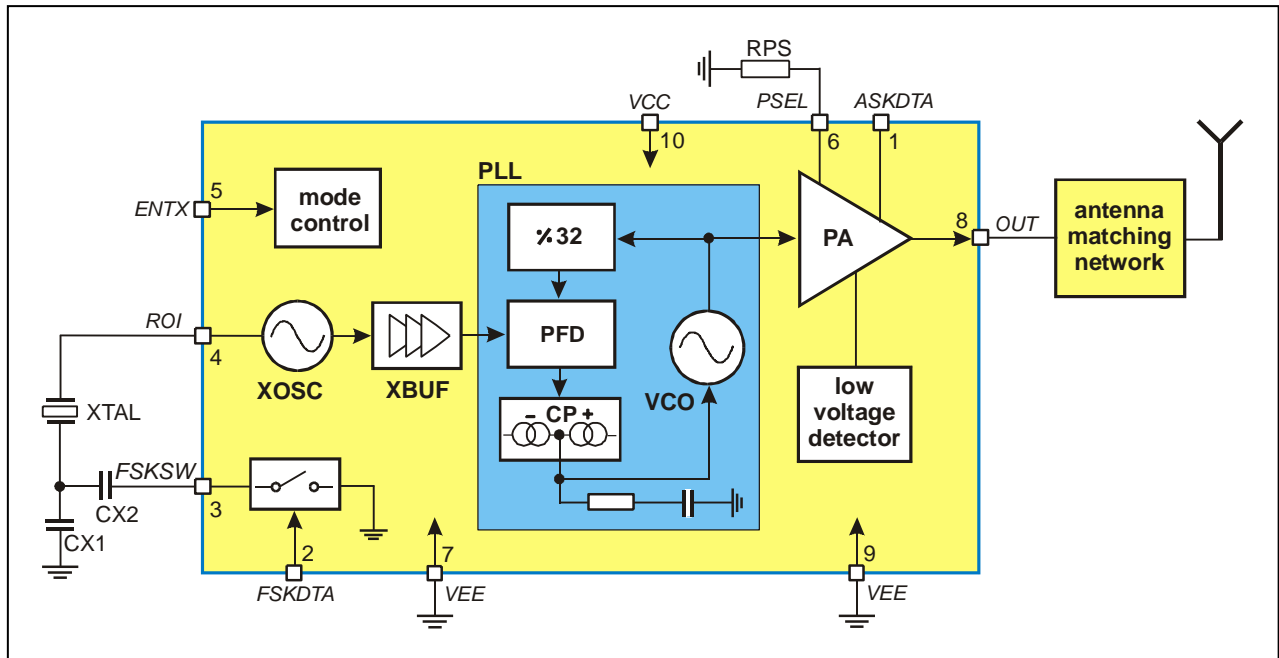 RPS
VCC
PSEL
ASKDTA
10
6
1
PLL
5
ENTX
mode
control
٪32
PA
8
OUT
antenna
matching
network
ROI
4
XOSC
XBUF
PFD
VCO
low
voltage
detector
XTAL
- CP +
FSKSW
3
CX2
CX1
2
FSKDTA
7
VEE
9
VEE